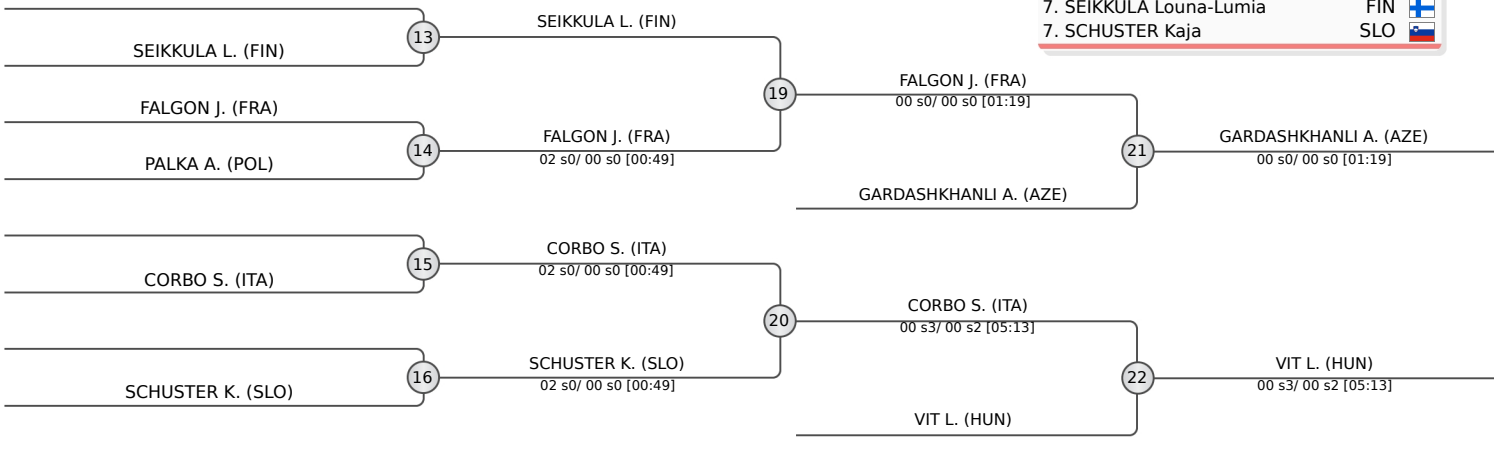 7. SEIKKULA Louna-Lumia FIN
7. SCHUSTER Kaja SLO
SEIKKULA L. (FIN)
13
SEIKKULA L. (FIN)
FALGON J. (FRA)
14
PALKA A. (POL)
FALGON J. (FRA)
02 s0/ 00 s0 [00:49]
19
FALGON J. (FRA)
00 s0/ 00 s0 [01:19]
GARDASHKHANLI A. (AZE)
21
GARDASHKHANLI A. (AZE)
00 s0/ 00 s0 [01:19]
15
CORBO S. (ITA)
CORBO S. (ITA)
02 s0/ 00 s0 [00:49]
16
SCHUSTER K. (SLO)
SCHUSTER K. (SLO)
02 s0/ 00 s0 [00:49]
20
CORBO S. (ITA)
00 s3/ 00 s2 [05:13]
VIT L. (HUN)
22
VIT L. (HUN)
00 s3/ 00 s2 [05:13]